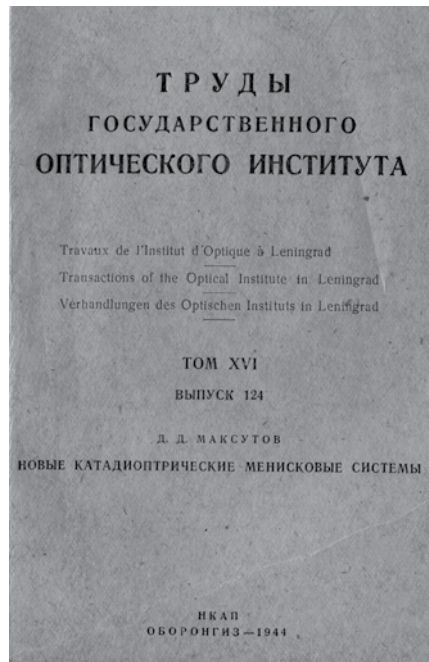 ТРУДЫ
ГОСУДАРСТВЕННОГО
ОПТИЧЕСКОГО ИНСТИТУТА
Travaux de l'Institut d'Optique à Leningrad
Transactions of the Optical Institute in Leningrad
Verhandlungen des Optischen Instituts in Leningrad
ТОМ XVI
ВЫПУСК 124
Д. Д. МАКСУТОВ
НОВЫЕ КАТАДИОПТРИЧЕСКИЕ МЕНИСКОВЫЕ СИСТЕМЫ
НКАП
ОБОРОНГИЗ—1944